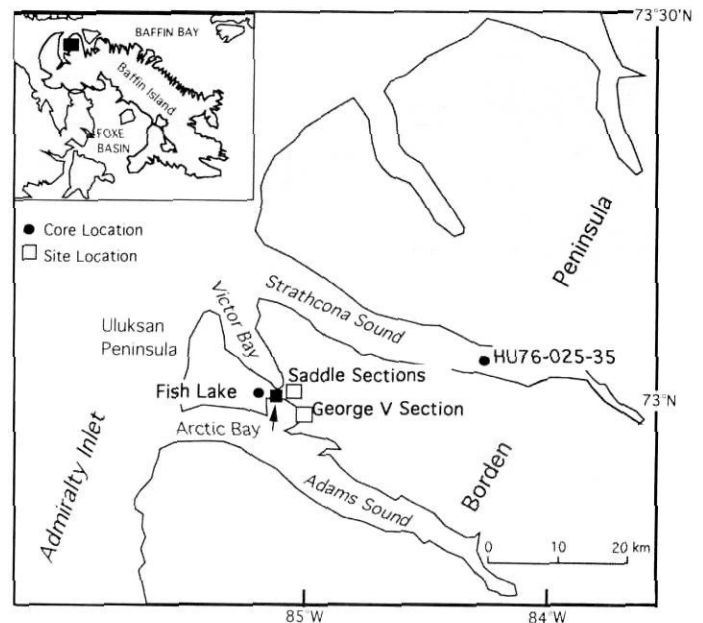 73°30'N
BAFFIN BAY
Baffin Island
FOXE
BASIN
Core Location
Site Location
Peninsula
Strathcona Sound
Victor Bay
Uluksan
Peninsula
HU76-025-35
Saddle Sections
Fish Lake
73°N
George V Section
Arctic Bay
Admiralty Inlet
Borden
Adams Sound
0 10 20 km
85°W
84°W